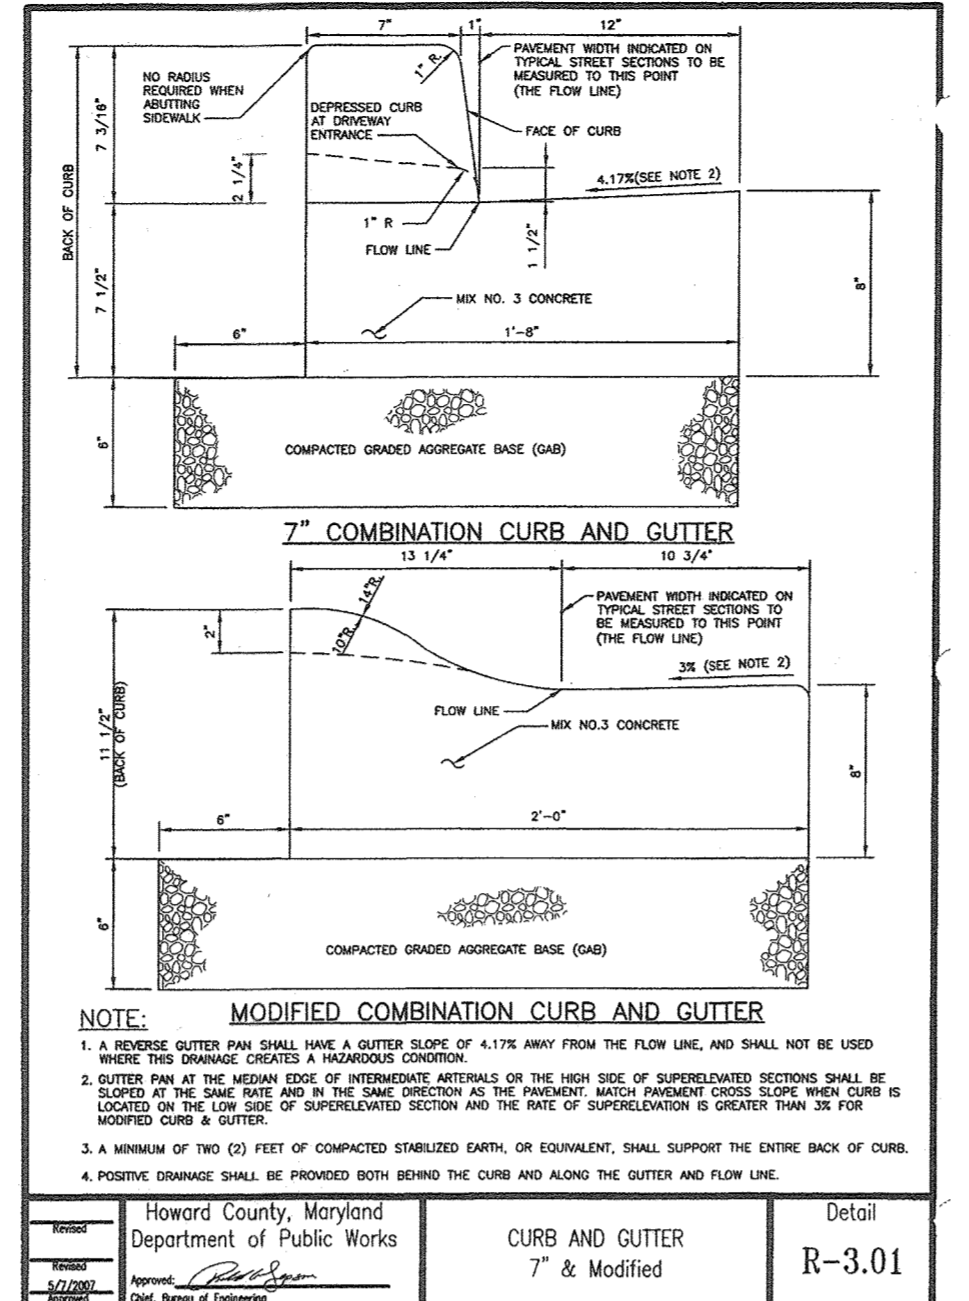 7" 1" 12"
NO RADIUS
REQUIRED WHEN
ABUTTING
SIDEWALK
1" R.
PAVEMENT WIDTH INDICATED ON
TYPICAL STREET SECTIONS TO BE
MEASURED TO THIS POINT
(THE FLOW LINE)
DEPRESSED CURB
AT DRIVEWAY
ENTRANCE
FACE OF CURB
7 3/16"
2 1/4"
BACK OF CURB
4.17%(SEE NOTE 2)
1" R
FLOW LINE
1 1/2"
7 1/2"
8"
MIX NO. 3 CONCRETE
6" 1'-8"
6"
COMPACTED GRADED AGGREGATE BASE (GAB)
7" COMBINATION CURB AND GUTTER
13 1/4" 10 3/4"
14"R.
10"R.
2"
PAVEMENT WIDTH INDICATED ON
TYPICAL STREET SECTIONS TO
BE MEASURED TO THIS POINT
(THE FLOW LINE)
3% (SEE NOTE 2)
FLOW LINE
MIX NO.3 CONCRETE
11 1/2"
(BACK OF CURB)
8"
6" 2'-0"
6"
COMPACTED GRADED AGGREGATE BASE (GAB)
MODIFIED COMBINATION CURB AND GUTTER
NOTE:
1. A REVERSE GUTTER PAN SHALL HAVE A GUTTER SLOPE OF 4.17% AWAY FROM THE FLOW LINE, AND SHALL NOT BE USED
WHERE THIS DRAINAGE CREATES A HAZARDOUS CONDITION.
2. GUTTER PAN AT THE MEDIAN EDGE OF INTERMEDIATE ARTERIALS OR THE HIGH SIDE OF SUPERELEVATED SECTIONS SHALL BE
SLOPED AT THE SAME RATE AND IN THE SAME DIRECTION AS THE PAVEMENT. MATCH PAVEMENT CROSS SLOPE WHEN CURB IS
LOCATED ON THE LOW SIDE OF SUPERELEVATED SECTION AND THE RATE OF SUPERELEVATION IS GREATER THAN 3% FOR
MODIFIED CURB & GUTTER.
3. A MINIMUM OF TWO (2) FEET OF COMPACTED STABILIZED EARTH, OR EQUIVALENT, SHALL SUPPORT THE ENTIRE BACK OF CURB.
4. POSITIVE DRAINAGE SHALL BE PROVIDED BOTH BEHIND THE CURB AND ALONG THE GUTTER AND FLOW LINE.
Revised
Revised
5/7/2007
Approved
Howard County, Maryland
Department of Public Works
Approved:
Chief, Bureau of Engineering
CURB AND GUTTER
7" & Modified
Detail
R-3.01